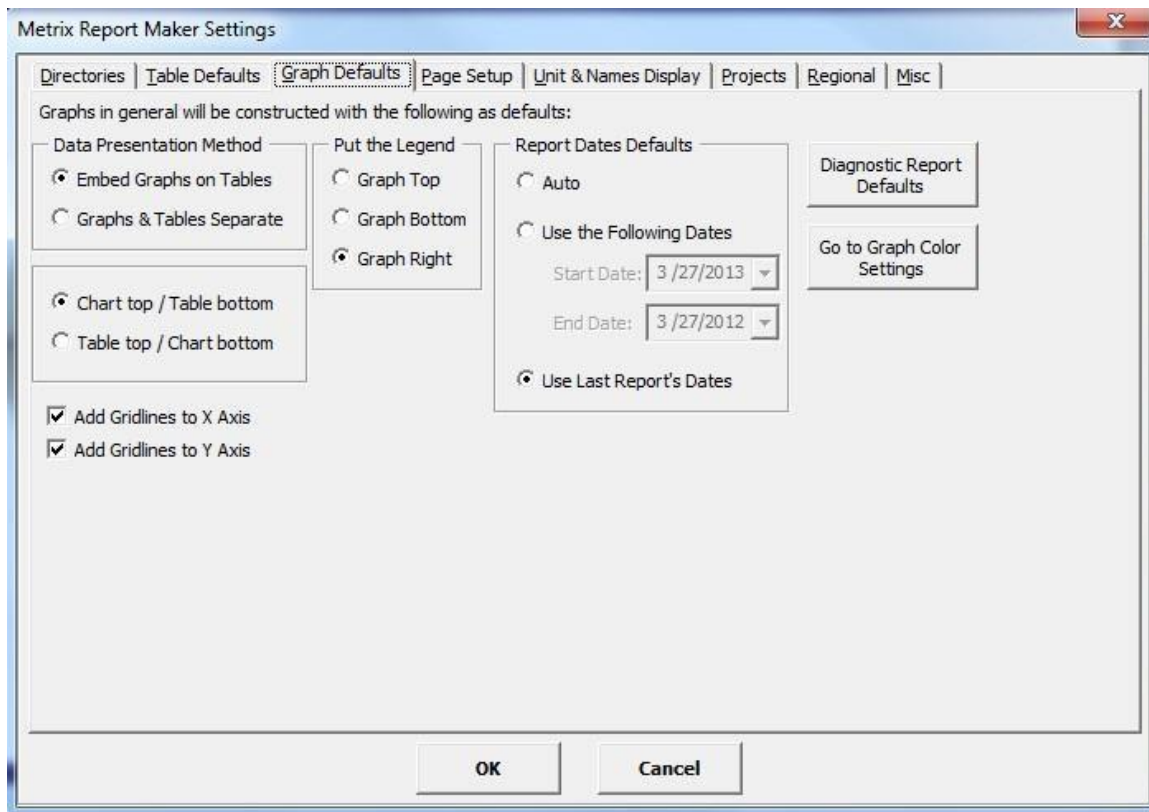 Metrix Report Maker Settings
X
Directories | Table Defaults | Graph Defaults | Page Setup | Unit & Names Display | Projects | Regional | Misc
Graphs in general will be constructed with the following as defaults:
Data Presentation Method
Embed Graphs on Tables
Graphs & Tables Separate
Chart top / Table bottom
Table top / Chart bottom
Add Gridlines to X Axis
Add Gridlines to Y Axis
Put the Legend
Graph Top
Graph Bottom
Graph Right
Report Dates Defaults
Auto
Use the Following Dates
Start Date: 3 /27/2013
End Date: 3 /27/2012
Use Last Report's Dates
Diagnostic Report
Defaults
Go to Graph Color
Settings
OK
Cancel